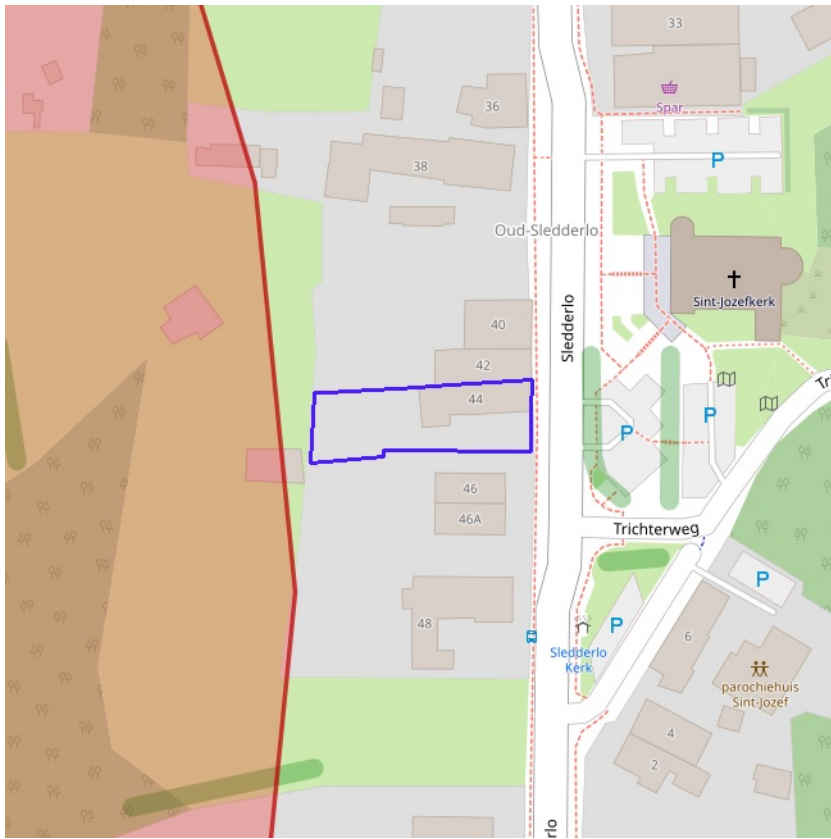 33
Spar
36
P
38
Oud-Sledderlo
Sint-Jozefkerk
40
Sledderlo
42
44
P
P
46
46A
Trichterweg
P
48
P
6
Sledderlo
Kerk
parochiehuis
Sint-Jozef
4
2